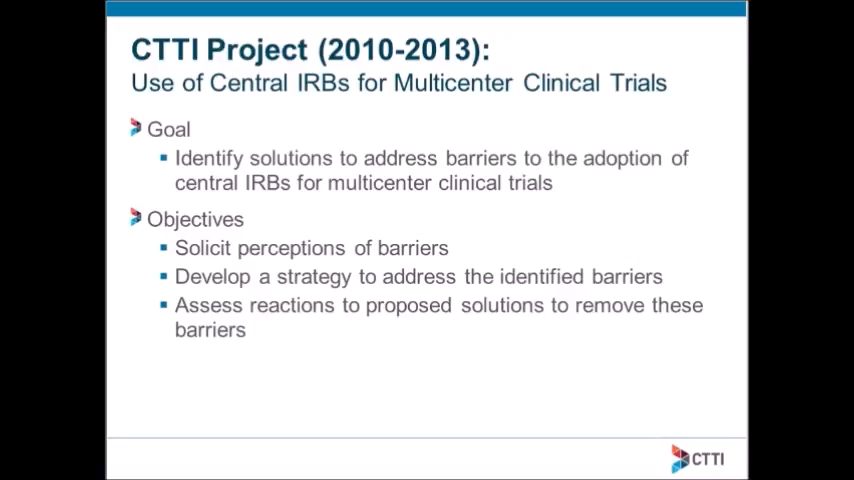 CTTI Project (2010-2013):
Use of Central IRBs for Multicenter Clinical Trials
Goal
Identify solutions to address barriers to the adoption of
central IRBs for multicenter clinical trials
Objectives
Solicit perceptions of barriers
Develop a strategy to address the identified barriers
Assess reactions to proposed solutions to remove these
barriers
CTTI